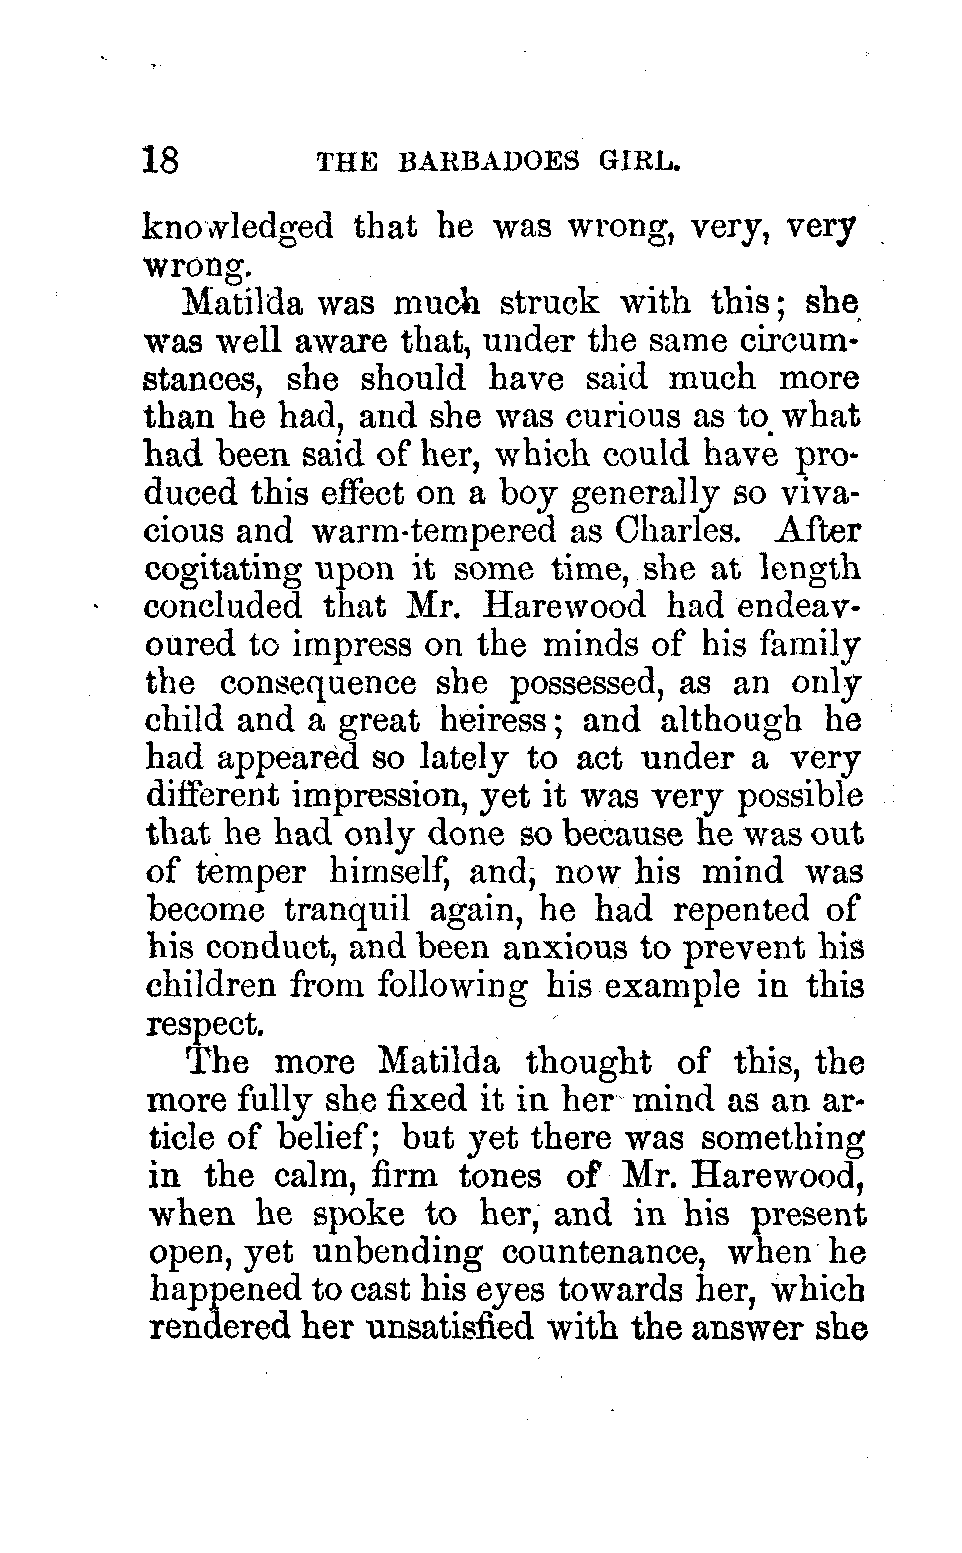 18 THE BARBADOES GIRL.
knowledged that he was wrong, very, very
wrong.
Matilda was much struck with this; she
was well aware that, under the same circum-
stances, she should have said much more
than he had, and she was curious as to what
had been said of her, which could have pro-
duced this effect on a boy generally so viva-
cious and warm-tempered as Charles. After
cogitating upon it some time, she at length
concluded that Mr. Harewood had endeav-
oured to impress on the minds of his family
the consequence she possessed, as an only
child and a great heiress; and although he
had appeared so lately to act under a very
different impression, yet it was very possible
that he had only done so because he was out
of temper himself, and, now his mind was
become tranquil again, he had repented of
his conduct, and been anxious to prevent his
children from following his example in this
respect.
The more Matilda thought of this, the
more fully she fixed it in her mind as an ar-
ticle of belief; but yet there was something
in the calm, firm tones of Mr. Harewood,
when he spoke to her, and in his present
open, yet unbending countenance, when he
happened to cast his eyes towards her, which
rendered her unsatisfied with the answer she